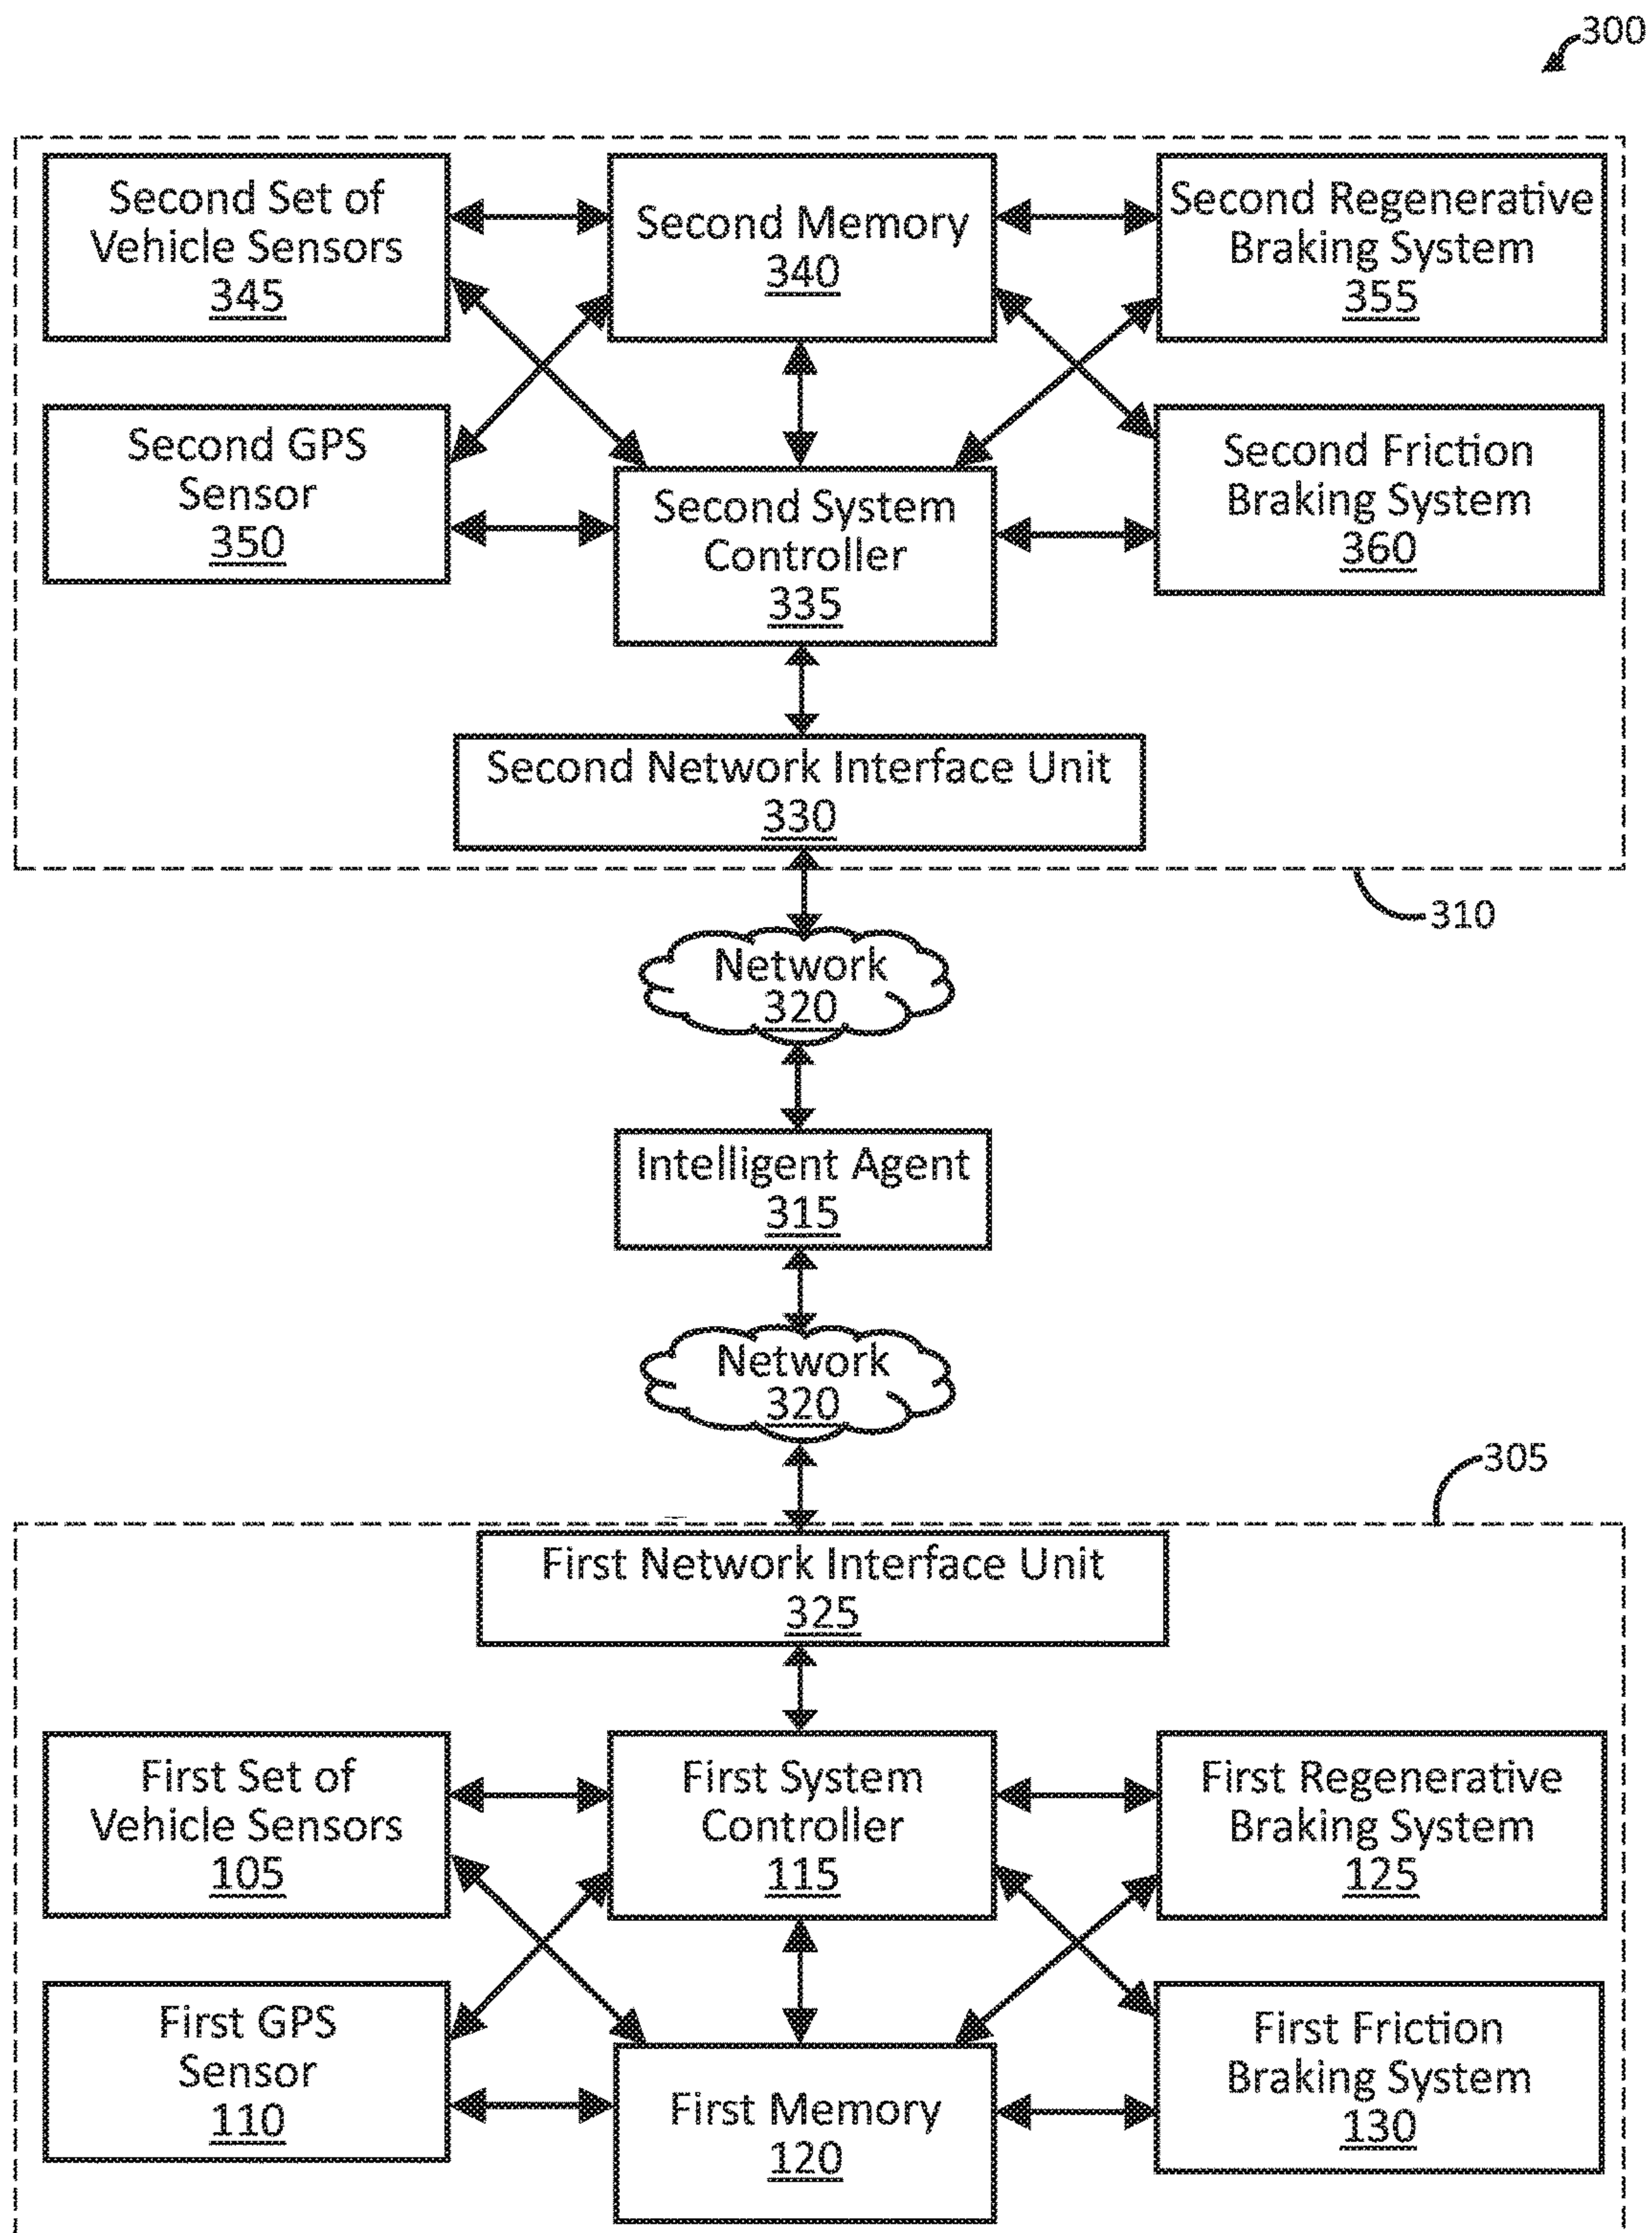 300
Second Set of
Vehicle Sensors
345
Second Memory
340
Second Regenerative
Braking System
355
Second GPS
Sensor
350
Second System
Controller
335
Second Friction
Braking System
360
Second Network Interface Unit
330
310
Network
320
Intelligent Agent
315
Network
320
305
First Network Interface Unit
325
First Set of
Vehicle Sensors
105
First System
Controller
115
First Regenerative
Braking System
125
First GPS
Sensor
110
First Memory
120
First Friction
Braking System
130